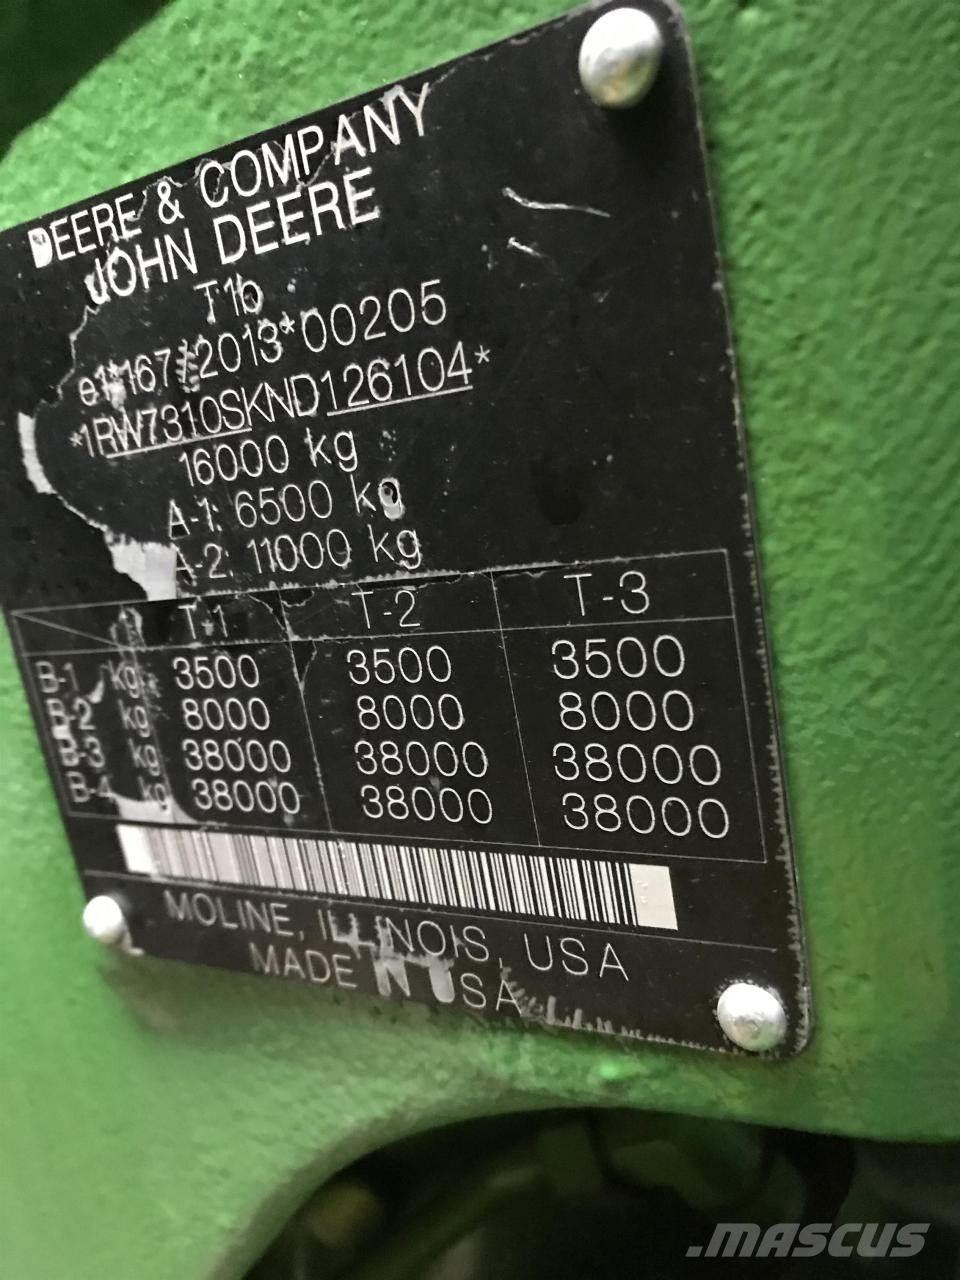 DEERE & COMPANY
JOHN DEERE
T1b
e1*167/2013*00205
*1RW7310SKND126104*
16000 kg
A-1: 6500 kg
A-2: 11000 kg
T-1 T-2 T-3
B-1 kg 3500 3500 3500
B-2 kg 8000 8000 8000
B-3 kg 38000 38000 38000
B-4 kg 38000 38000 38000
MOLINE, ILLINOIS, USA
MADE IN USA
.MASCUS